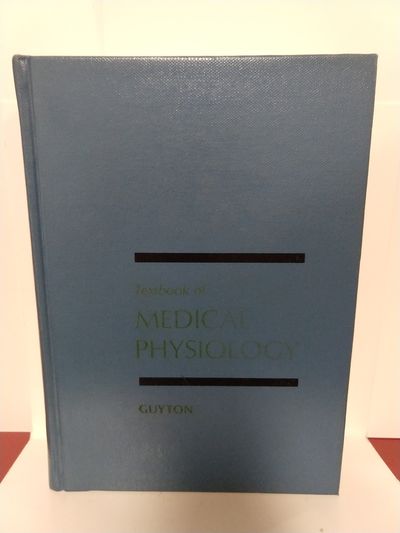 Textbook of
MEDICAL
PHYSIOLOGY
GUYTON